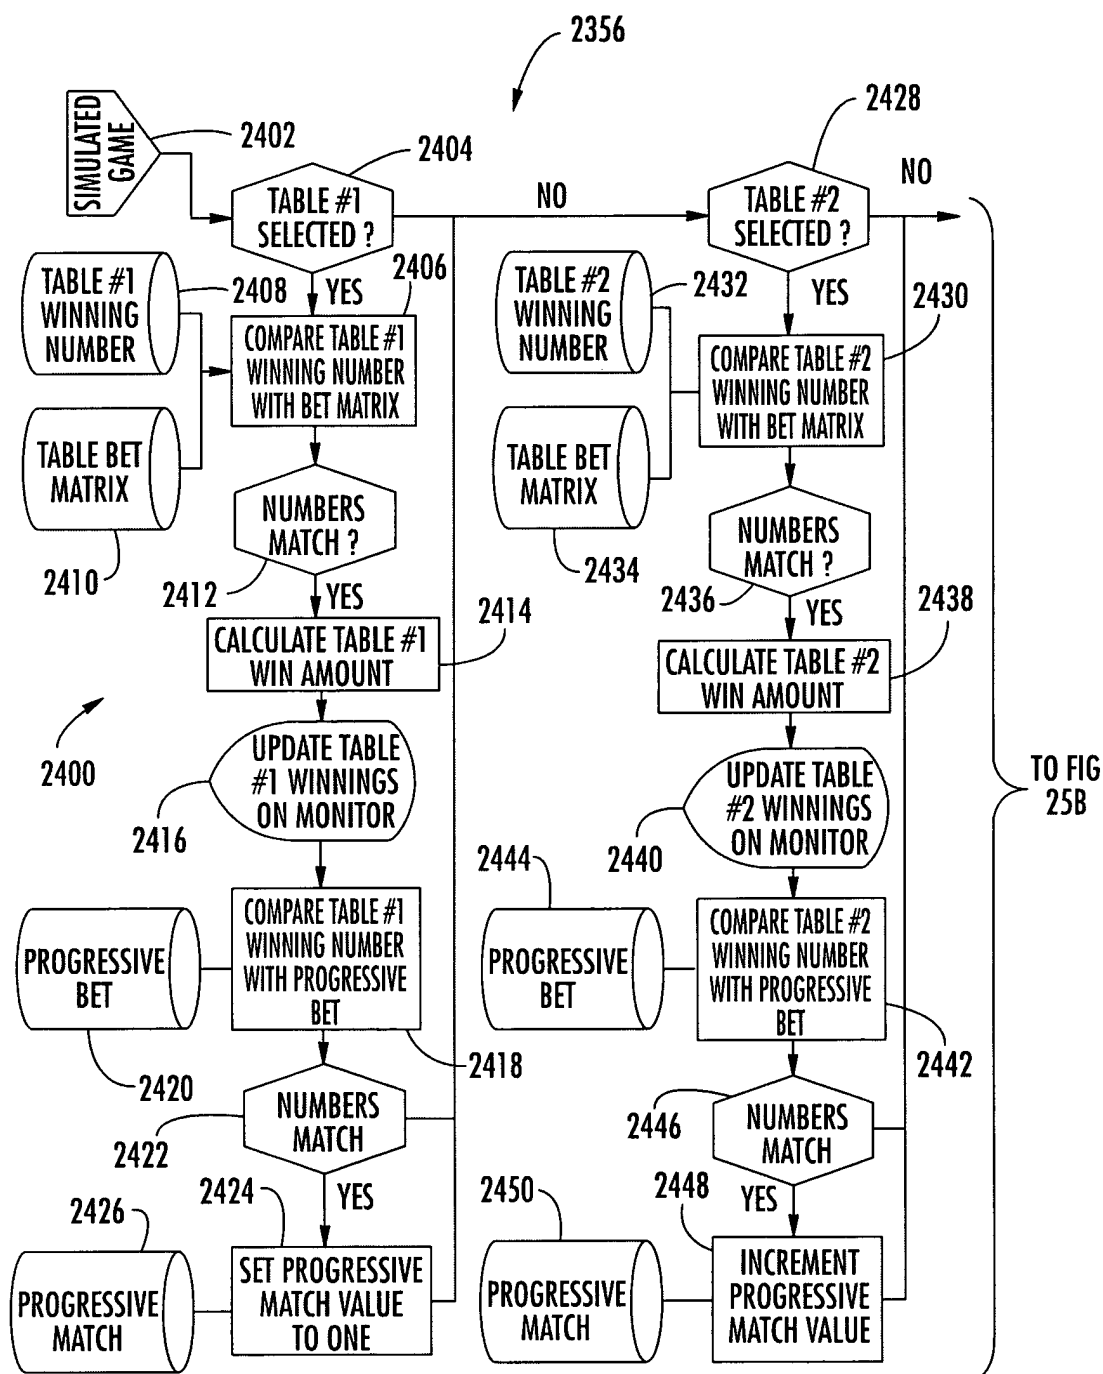 2356
SIMULATED
GAME
2402
2404
TABLE #1
SELECTED ?
NO
2428
TABLE #2
SELECTED ?
NO
TABLE #1
WINNING
NUMBER
2408
YES
2406
COMPARE TABLE #1
WINNING NUMBER
WITH BET MATRIX
TABLE BET
MATRIX
2410
NUMBERS
MATCH ?
2412
YES
CALCULATE TABLE #1
WIN AMOUNT
2414
2400
UPDATE TABLE
#1 WINNINGS
ON MONITOR
2416
COMPARE TABLE #1
WINNING NUMBER
WITH PROGRESSIVE
BET
2418
PROGRESSIVE
BET
2420
NUMBERS
MATCH
2422
YES
2424
SET PROGRESSIVE
MATCH VALUE
TO ONE
2426
PROGRESSIVE
MATCH
TABLE #2
WINNING
NUMBER
2432
YES
2430
COMPARE TABLE #2
WINNING NUMBER
WITH BET MATRIX
TABLE BET
MATRIX
2434
NUMBERS
MATCH ?
2436
YES
2438
CALCULATE TABLE #2
WIN AMOUNT
UPDATE TABLE
#2 WINNINGS
ON MONITOR
2440
2444
PROGRESSIVE
BET
COMPARE TABLE #2
WINNING NUMBER
WITH PROGRESSIVE
BET
2442
NUMBERS
MATCH
2446
YES
2448
INCREMENT
PROGRESSIVE
MATCH VALUE
2450
PROGRESSIVE
MATCH
TO FIG
25B